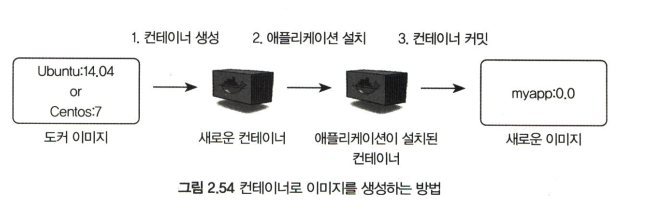 1. 컨테이너 생성 2. 애플리케이션 설치 3. 컨테이너 커밋
Ubuntu:14.04
or
Centos:7
myapp:0.0
도커 이미지 새로운 컨테이너 애플리케이션이 설치된 새로운 이미지
컨테이너
그림 2.54 컨테이너로 이미지를 생성하는 방법